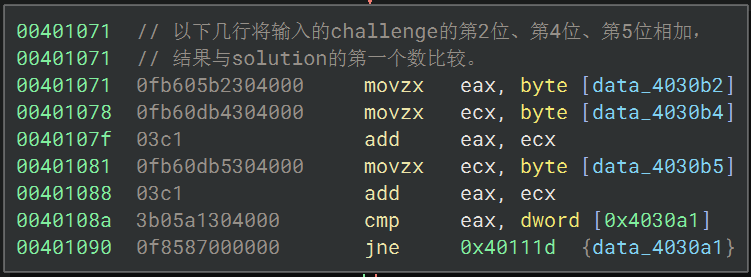 00401071 // 以下几行将输入的challenge的第2位、第4位、第5位相加，
00401071 // 结果与solution的第一个数比较。
00401071 0fb605b2304000 movzx eax, byte [data_4030b2]
00401078 0fb60db4304000 movzx ecx, byte [data_4030b4]
0040107f 03c1 add eax, ecx
00401081 0fb60db5304000 movzx ecx, byte [data_4030b5]
00401088 03c1 add eax, ecx
0040108a 3b05a1304000 cmp eax, dword [0x4030a1]
00401090 0f8587000000 jne 0x40111d {data_4030a1}